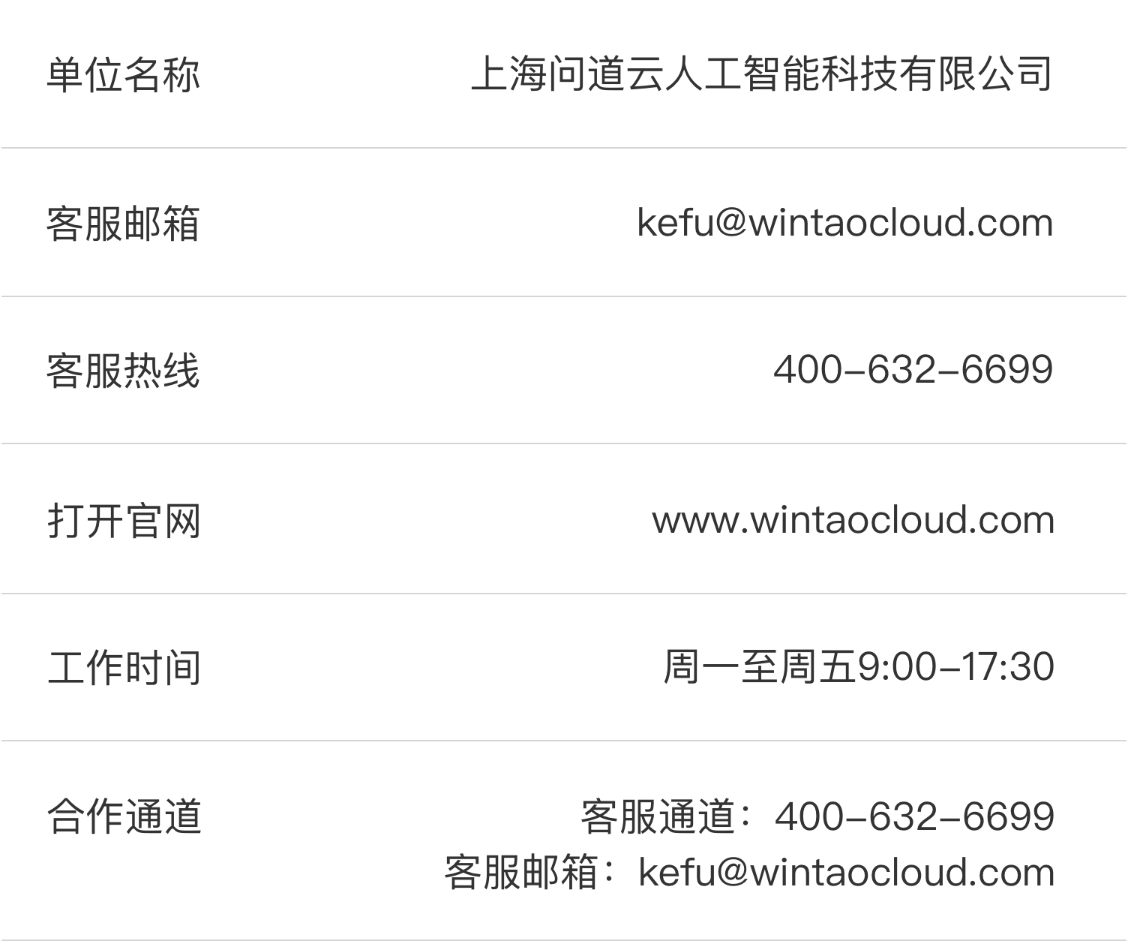 单位名称 上海问道云人工智能科技有限公司
客服邮箱 kefu@wintaocloud.com
客服热线 400-632-6699
打开官网 www.wintaocloud.com
工作时间 周一至周五9:00-17:30
合作通道 客服通道：400-632-6699
客服邮箱：kefu@wintaocloud.com